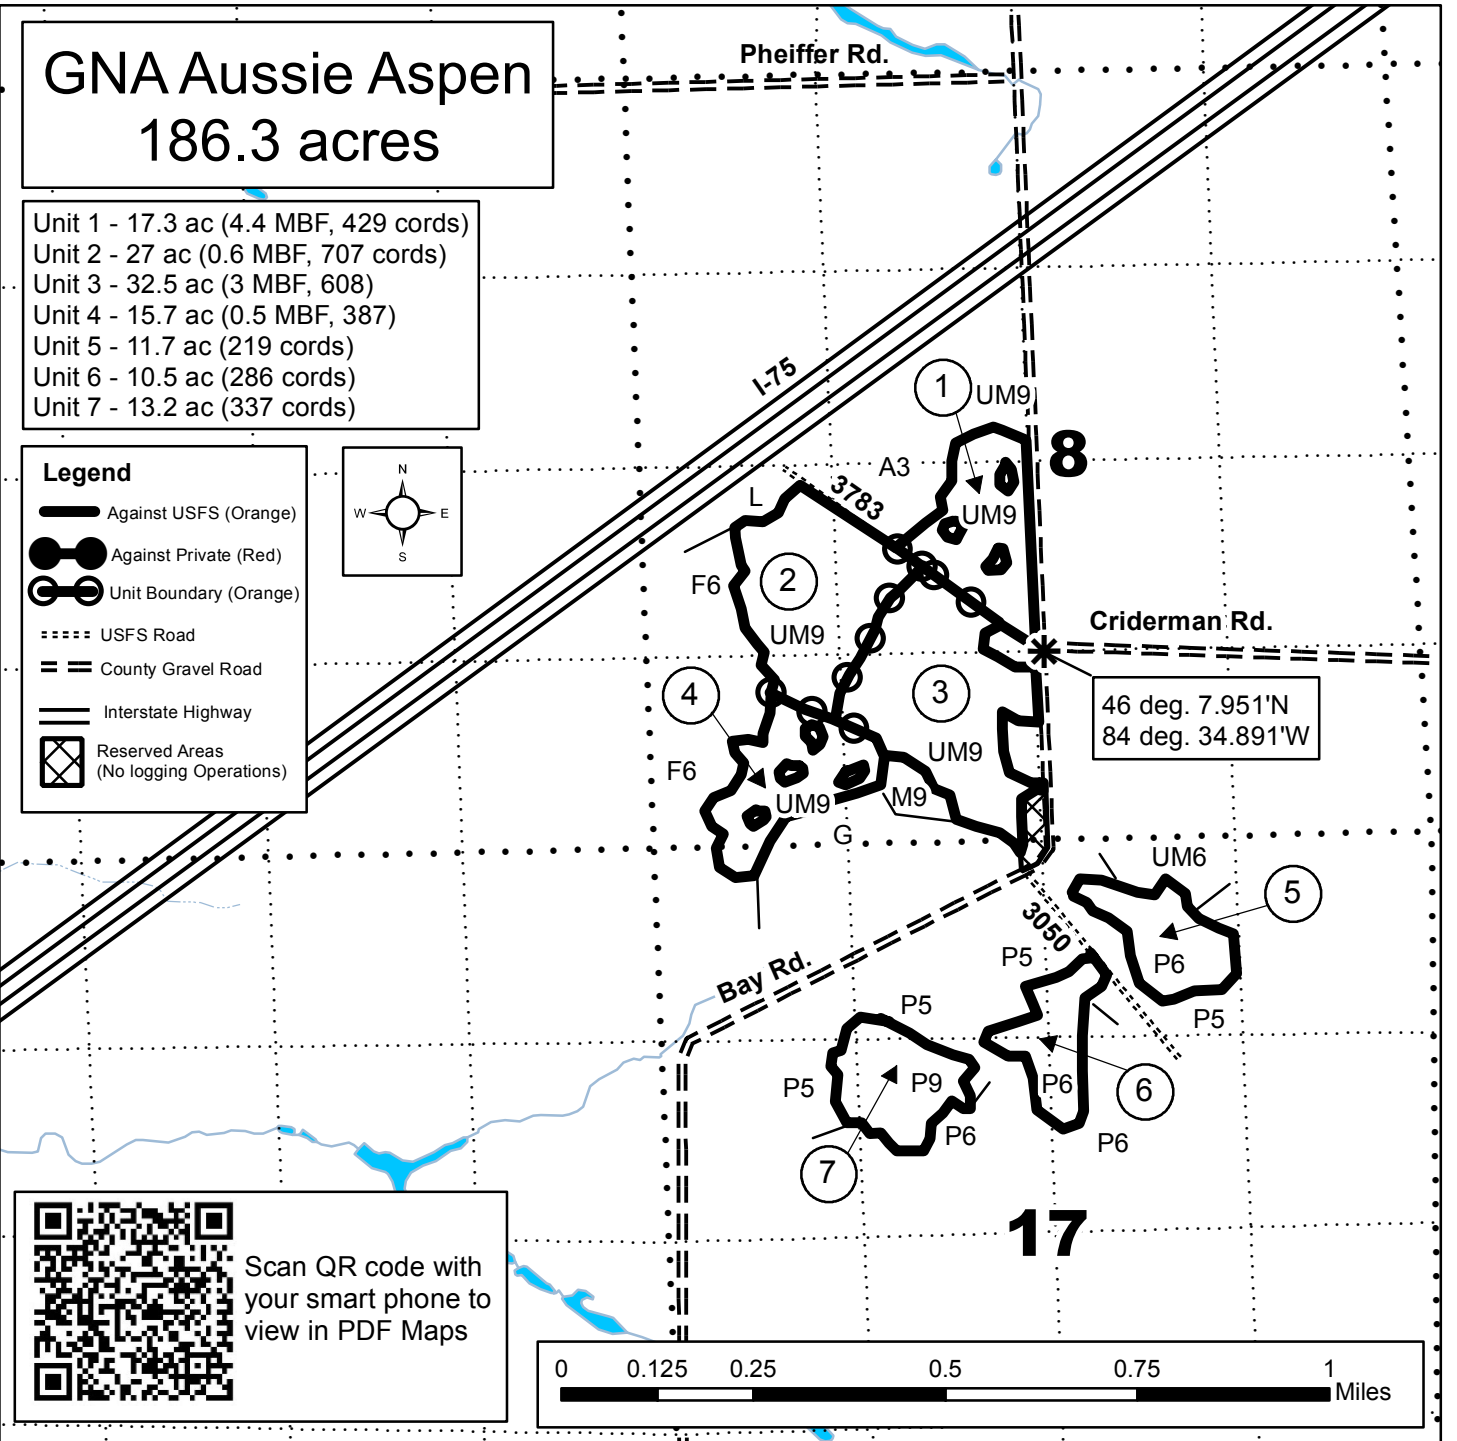 GNA Aussie Aspen
186.3 acres
Unit 1 - 17.3 ac (4.4 MBF, 429 cords)
Unit 2 - 27 ac (0.6 MBF, 707 cords)
Unit 3 - 32.5 ac (3 MBF, 608)
Unit 4 - 15.7 ac (0.5 MBF, 387)
Unit 5 - 11.7 ac (219 cords)
Unit 6 - 10.5 ac (286 cords)
Unit 7 - 13.2 ac (337 cords)
Legend
Against USFS (Orange)
Against Private (Red)
Unit Boundary (Orange)
USFS Road
County Gravel Road
Interstate Highway
Reserved Areas
(No logging Operations)
N
W E
S
Pheiffer Rd.
I-75
1
UM9
8
A3
3783
L
UM9
2
F6
UM9
Criderman Rd.
4
3
46 deg. 7.951'N
84 deg. 34.891'W
UM9
F6
UM9
M9
G
UM6
5
3050
P5
P6
Bay Rd.
P5
P5
P5
P9
P6
6
P6
P6
7
17
Scan QR code with
your smart phone to
view in PDF Maps
0 0.125 0.25 0.5 0.75 1
Miles